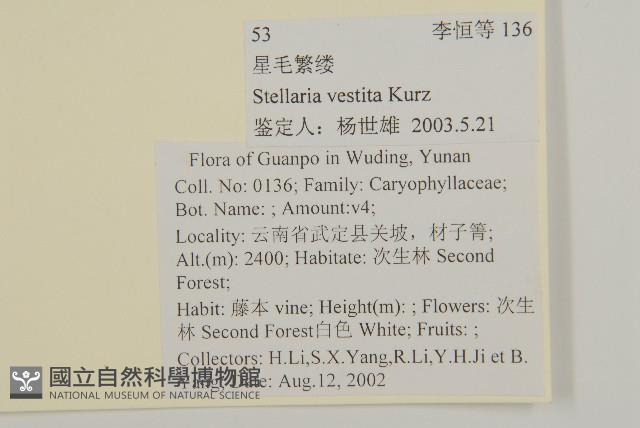 53 李恒等 136
星毛繁缕
Stellaria vestita Kurz
鉴定人：杨世雄 2003.5.21
Flora of Guanpo in Wuding, Yunan
Coll. No: 0136; Family: Caryophyllaceae;
Bot. Name: ; Amount:v4;
Locality: 云南省武定县关坡，材子箐;
Alt.(m): 2400; Habitate: 次生林 Second
Forest;
Habit: 藤本 vine; Height(m): ; Flowers: 次生
林 Second Forest白色 White; Fruits: ;
Collectors: H.Li,S.X.Yang,R.Li,Y.H.Ji et B.
Aug.12, 2002
國立自然科學博物館
NATIONAL MUSEUM OF NATURAL SCIENCE